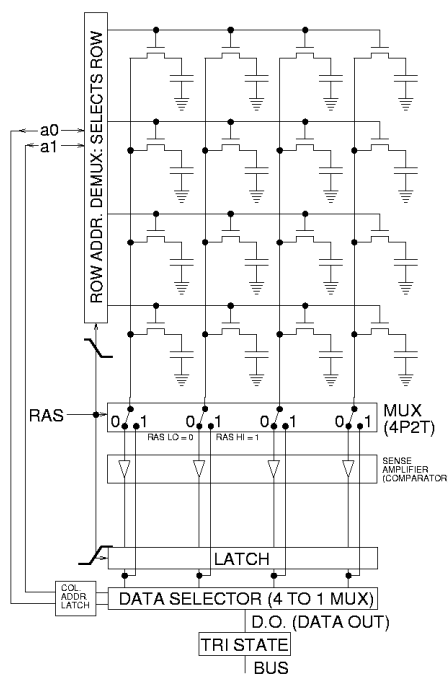 ROW ADDR. DEMUX: SELECTS ROW
a0
a1
RAS
0 1 0 1 0 1 0 1
MUX
(4P2T)
RAS LO = 0
RAS HI = 1
SENSE
AMPLIFIER
(COMPARATOR
LATCH
COL.
ADDR.
LATCH
DATA SELECTOR (4 TO 1 MUX)
D.O. (DATA OUT)
TRI STATE
BUS